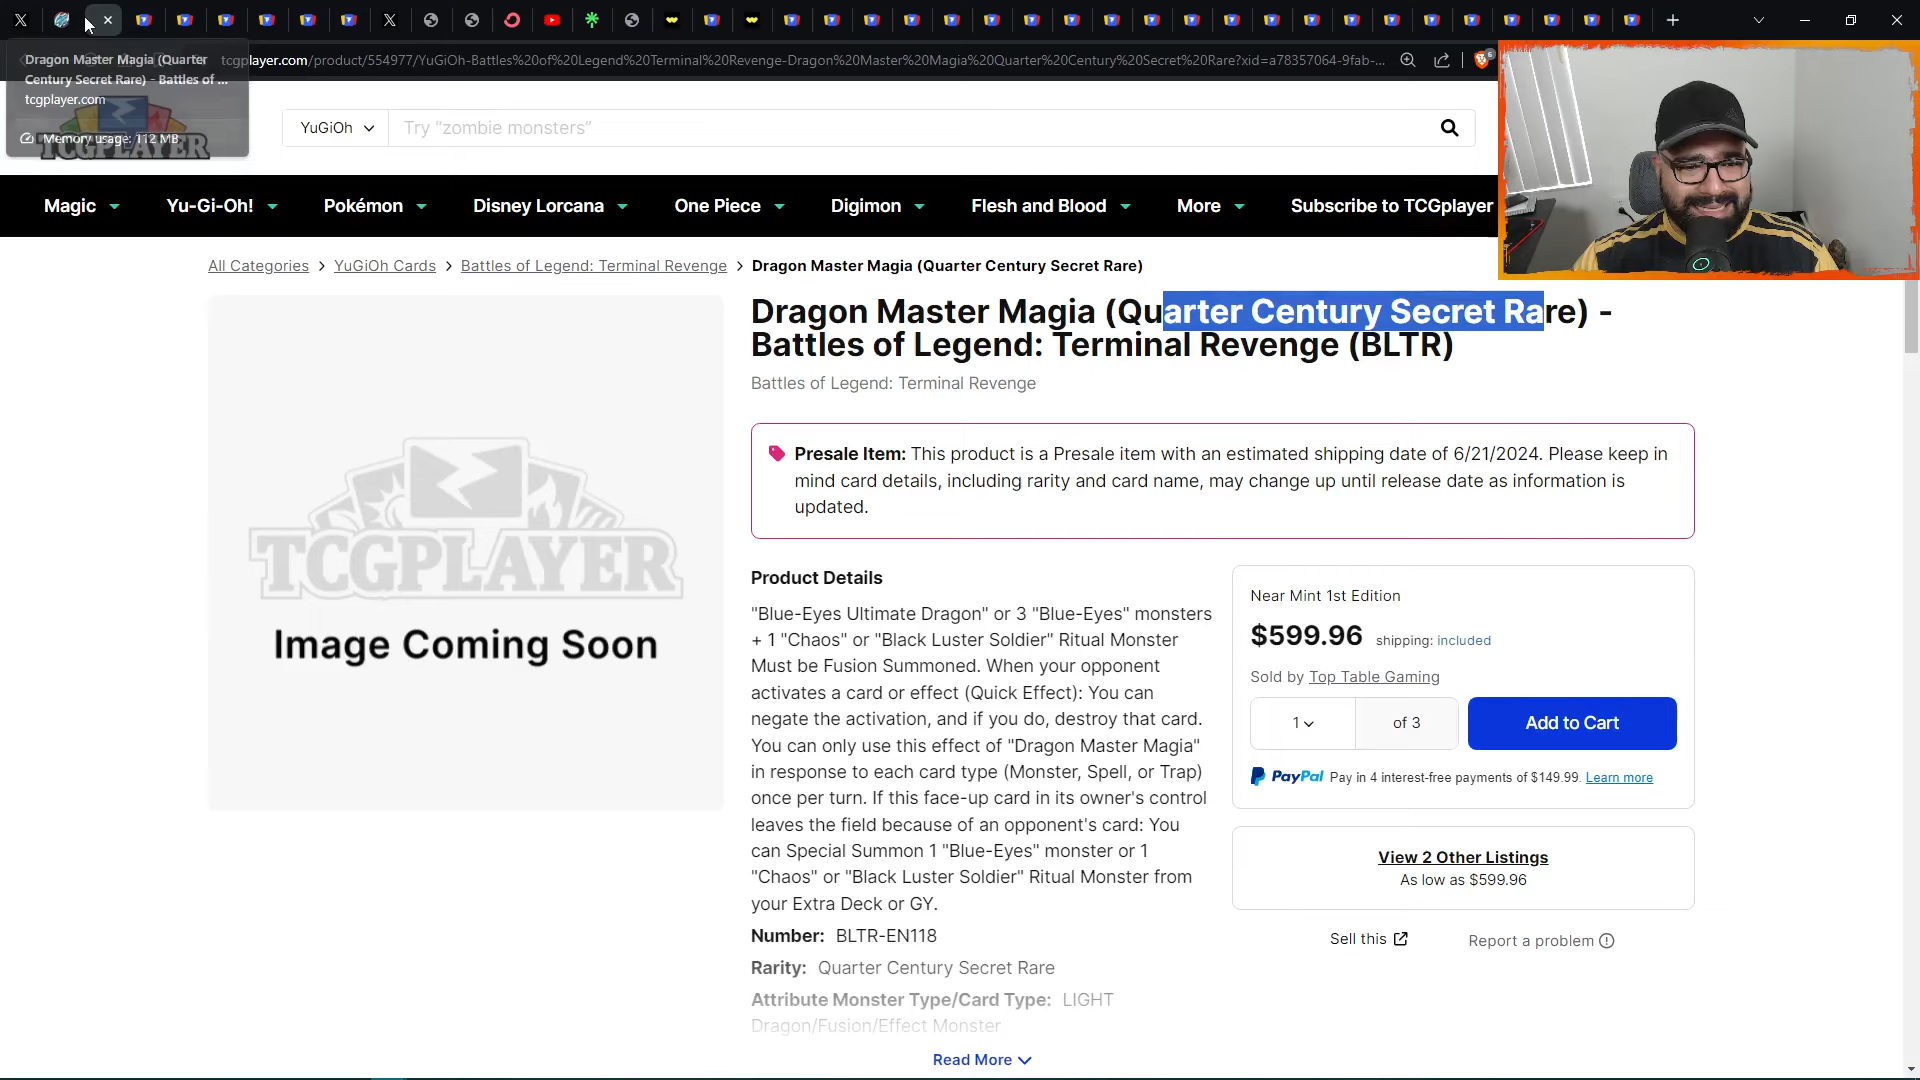 Dragon Master Magia (Quarter
Century Secret Rare) - Battles of ...
tcgplayer.com
Memory usage: 112 MB
tcgplayer.com/product/554977/YuGiOh-Battles%20of%20Legend%20Terminal%20Revenge-Dragon%20Master%20Magia%20Quarter%20Century%20Secret%20Rare?xid=a78357064-9fab-...
6
TCGPLAYER
YuGiOh
Try “zombie monsters”
Magic
Yu-Gi-Oh!
Pokémon
Disney Lorcana
One Piece
Digimon
Flesh and Blood
More
Subscribe to TCGplayer
All Categories > YuGiOh Cards > Battles of Legend: Terminal Revenge > Dragon Master Magia (Quarter Century Secret Rare)
TCGPLAYER
Image Coming Soon
Dragon Master Magia (Quarter Century Secret Rare) -
Battles of Legend: Terminal Revenge (BLTR)
Battles of Legend: Terminal Revenge
Presale Item: This product is a Presale item with an estimated shipping date of 6/21/2024. Please keep in
mind card details, including rarity and card name, may change up until release date as information is
updated.
Product Details
"Blue-Eyes Ultimate Dragon" or 3 "Blue-Eyes" monsters
+ 1 "Chaos" or "Black Luster Soldier" Ritual Monster
Must be Fusion Summoned. When your opponent
activates a card or effect (Quick Effect): You can
negate the activation, and if you do, destroy that card.
You can only use this effect of "Dragon Master Magia"
in response to each card type (Monster, Spell, or Trap)
once per turn. If this face-up card in its owner's control
leaves the field because of an opponent's card: You
can Special Summon 1 "Blue-Eyes" monster or 1
"Chaos" or "Black Luster Soldier" Ritual Monster from
your Extra Deck or GY.
Number: BLTR-EN118
Rarity: Quarter Century Secret Rare
Attribute Monster Type/Card Type: LIGHT
Dragon/Fusion/Effect Monster
Read More
Near Mint 1st Edition
$599.96 shipping: included
Sold by Top Table Gaming
1
of 3
Add to Cart
PayPal Pay in 4 interest-free payments of $149.99. Learn more
View 2 Other Listings
As low as $599.96
Sell this
Report a problem